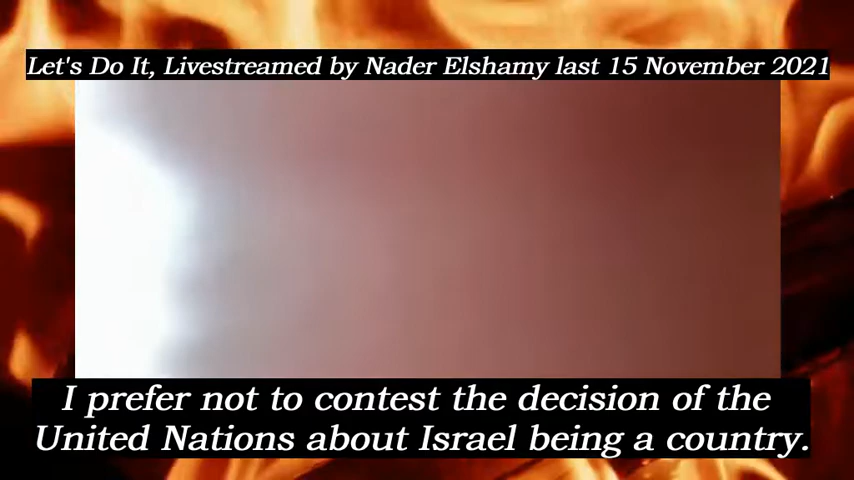 Let's Do It, Livestreamed by Nader Elshamy last 15 November 2021
I prefer not to contest the decision of the
United Nations about Israel being a country.